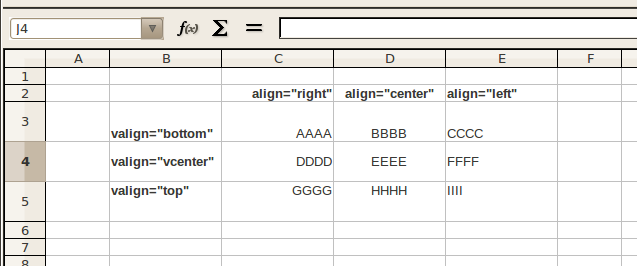 J4 f(x) Σ =
A B C D E F
1
2 align="right" align="center" align="left"
3 valign="bottom" AAAA BBBB CCCC
4 valign="vcenter" DDDD EEEE FFFF
5 valign="top" GGGG HHHH IIII
6
7
8